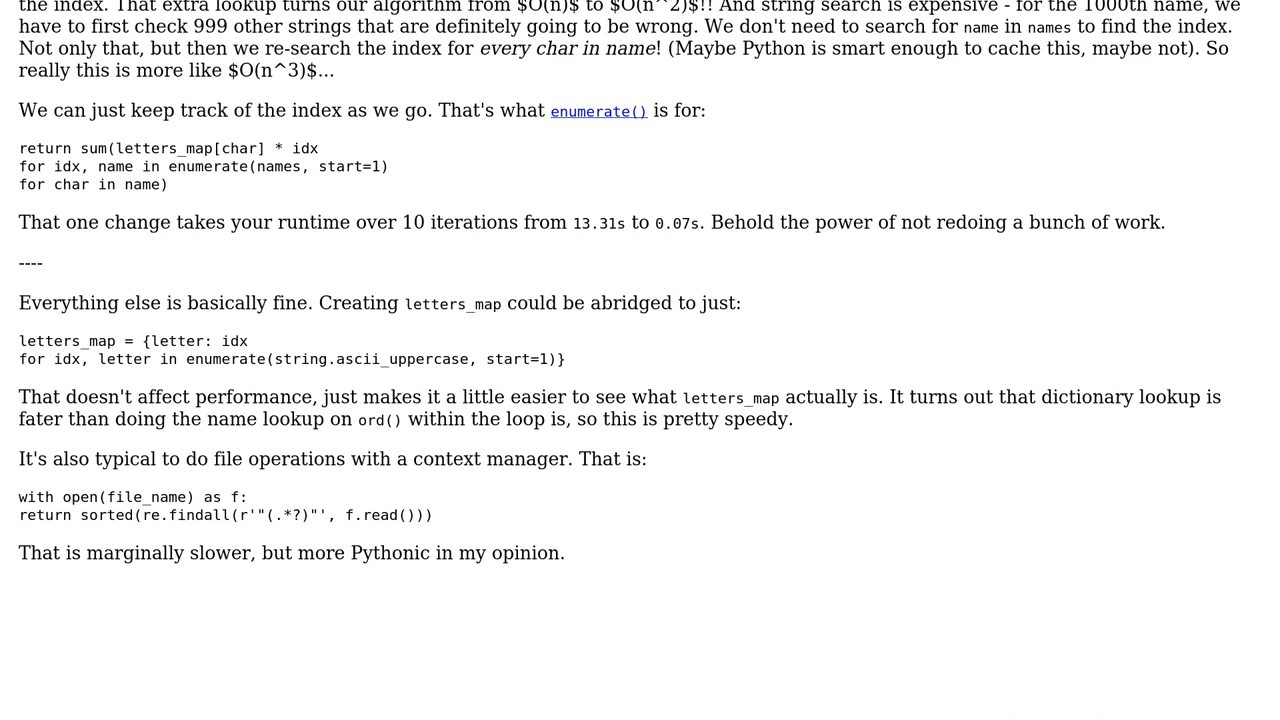 the index. That extra lookup turns our algorithm from $O(n)$ to $O(n^2)$!! And string search is expensive - for the 1000th name, we
have to first check 999 other strings that are definitely going to be wrong. We don't need to search for name in names to find the index.
Not only that, but then we re-search the index for every char in name! (Maybe Python is smart enough to cache this, maybe not). So
really this is more like $O(n^3)$...
We can just keep track of the index as we go. That's what enumerate() is for:
return sum(letters_map[char] * idx
for idx, name in enumerate(names, start=1)
for char in name)
That one change takes your runtime over 10 iterations from 13.31s to 0.07s. Behold the power of not redoing a bunch of work.
----
Everything else is basically fine. Creating letters_map could be abridged to just:
letters_map = {letter: idx
for idx, letter in enumerate(string.ascii_uppercase, start=1)}
That doesn't affect performance, just makes it a little easier to see what letters_map actually is. It turns out that dictionary lookup is
fater than doing the name lookup on ord() within the loop is, so this is pretty speedy.
It's also typical to do file operations with a context manager. That is:
with open(file_name) as f:
return sorted(re.findall(r'"(.*?)"', f.read()))
That is marginally slower, but more Pythonic in my opinion.